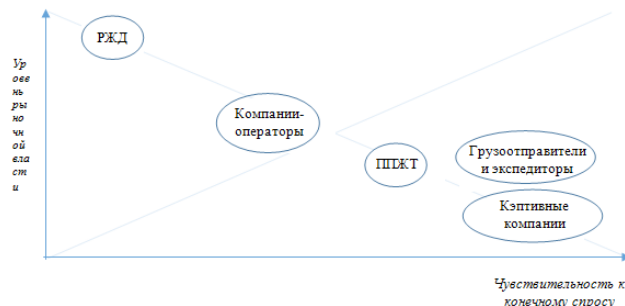 РЖД
Ур
ове
нь
ры
но
чн
ой
вла
ст
и
Компании-
операторы
ППЖТ
Грузоотправители
и экспедиторы
Кэптивные
компании
Чувствительность к
конечному спросу